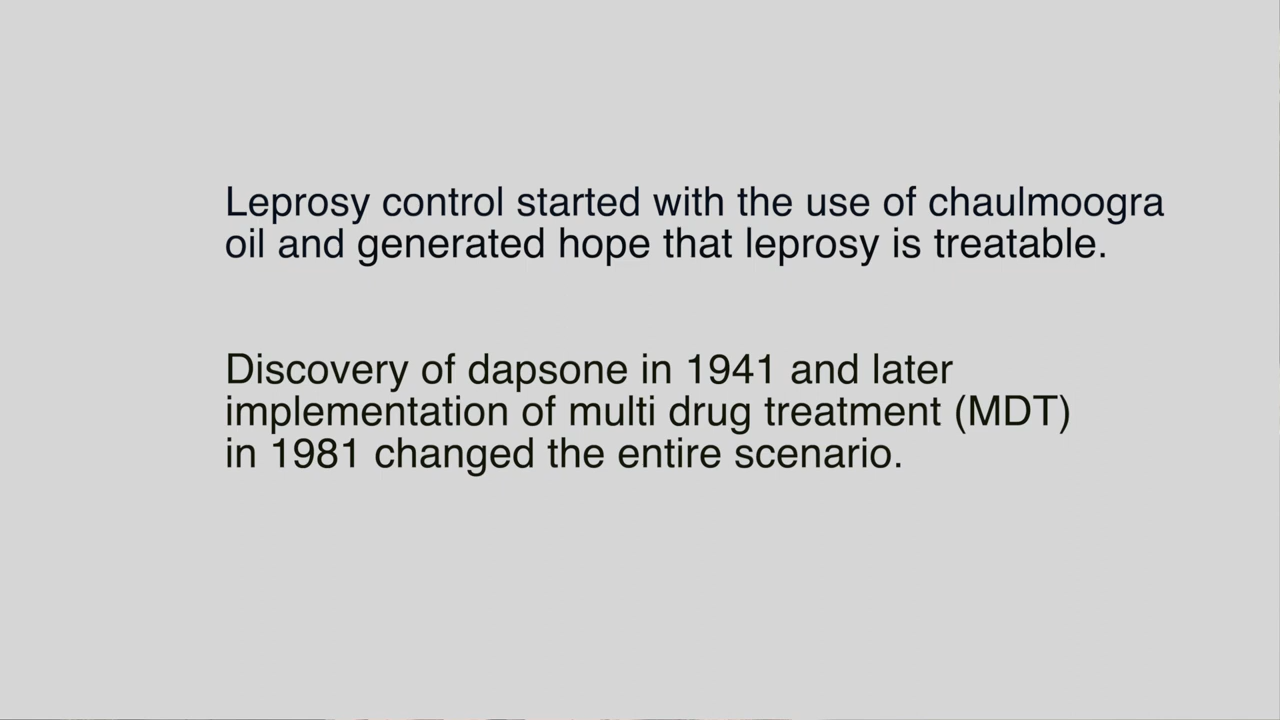 Leprosy control started with the use of chaulmoogra
oil and generated hope that leprosy is treatable.
Discovery of dapsone in 1941 and later
implementation of multi drug treatment (MDT)
in 1981 changed the entire scenario.